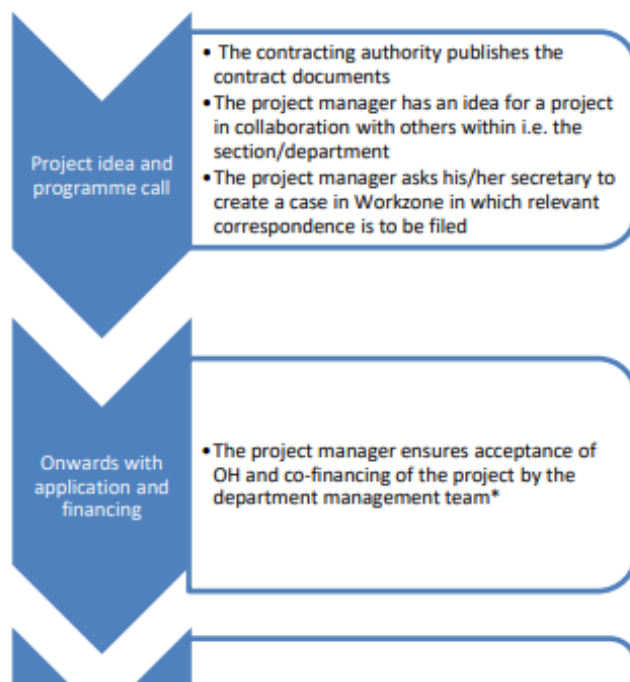 Project idea and
programme call
• The contracting authority publishes the
contract documents
•The project manager has an idea for a project
in collaboration with others within i.e. the
section/department
•The project manager asks his/her secretary to
create a case in Workzone in which relevant
correspondence is to be filed
Onwards with
application and
financing
•The project manager ensures acceptance of
OH and co-financing of the project by the
department management team*